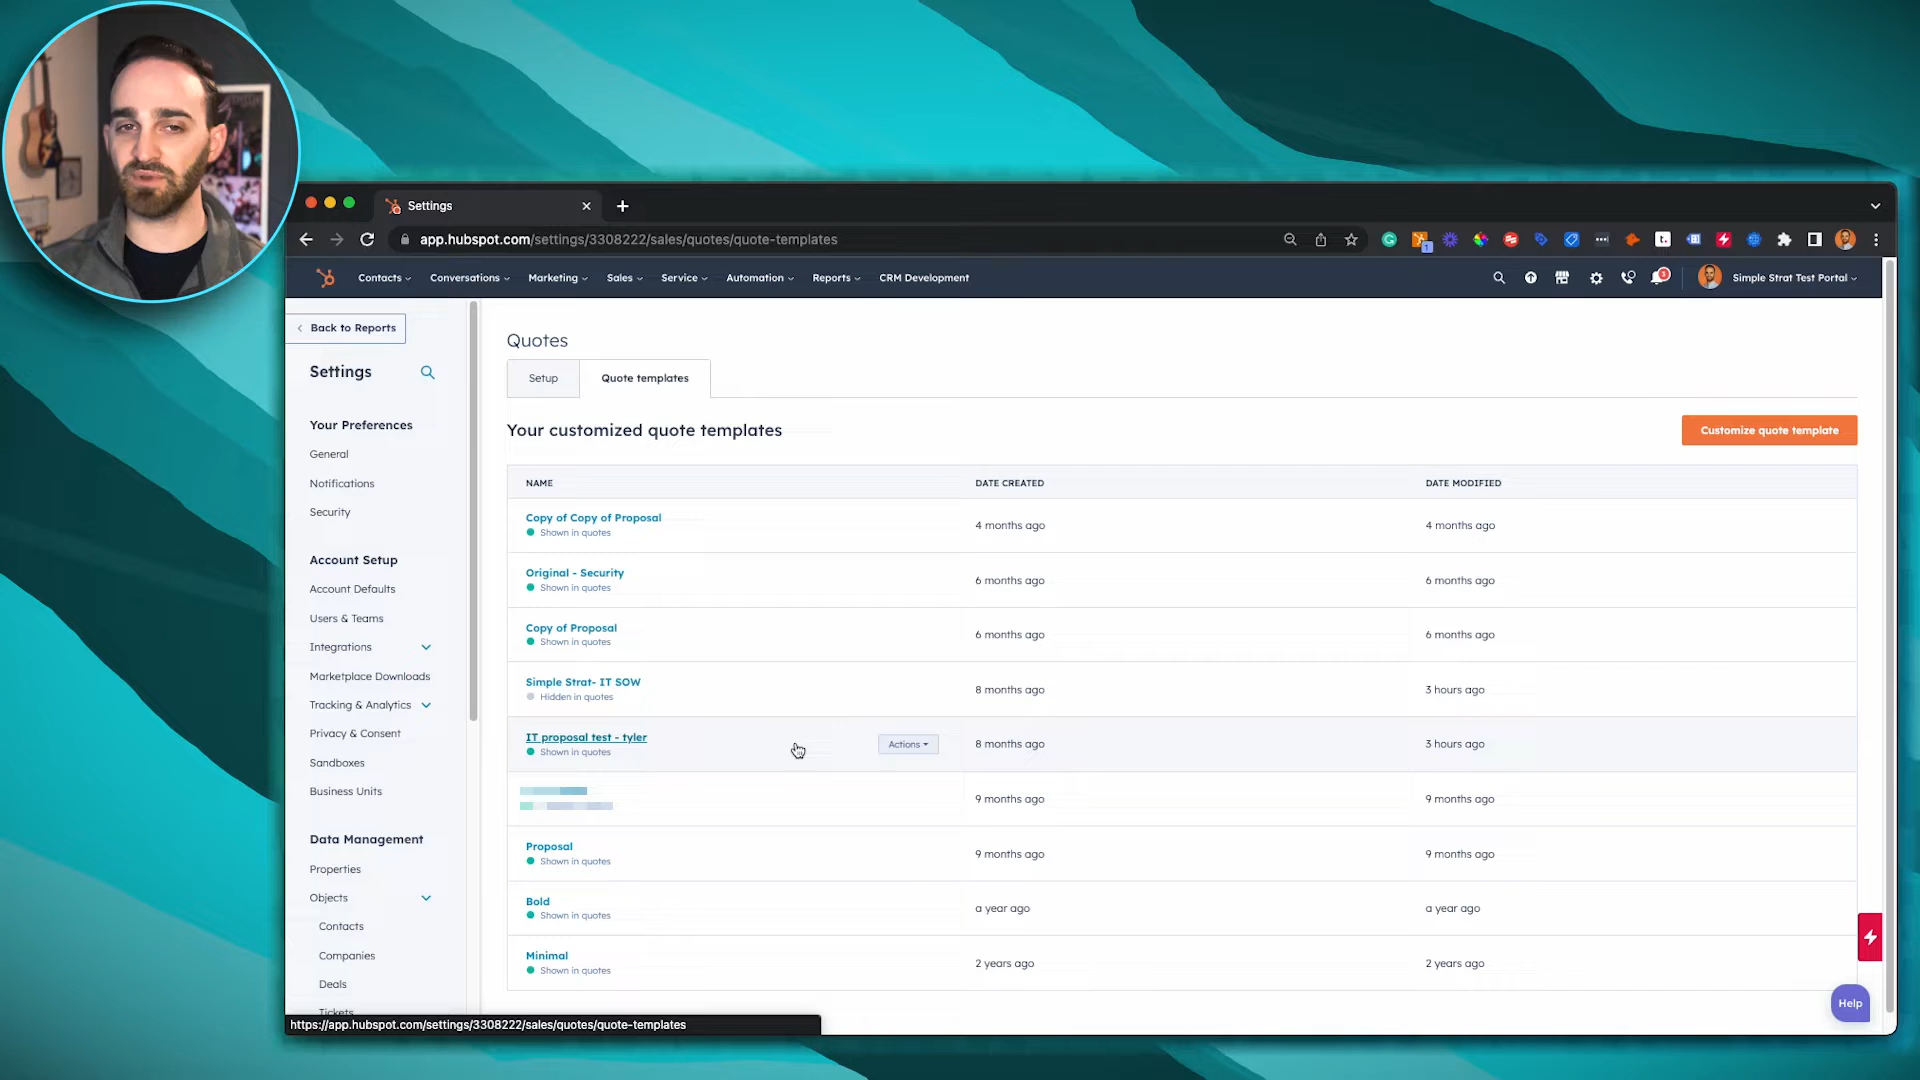 Settings
app.hubspot.com/settings/3308222/sales/quotes/quote-templates
1
t.
Contacts
Conversations
Marketing
Sales
Service
Automation
Reports
CRM Development
3
Simple Strat Test Portal
Back to Reports
Settings
Your Preferences
General
Notifications
Security
Account Setup
Account Defaults
Users & Teams
Integrations
Marketplace Downloads
Tracking & Analytics
Privacy & Consent
Sandboxes
Business Units
Data Management
Properties
Objects
Contacts
Companies
Deals
Tickets
Quotes
Setup
Quote templates
Your customized quote templates
Customize quote template
NAME DATE CREATED DATE MODIFIED
Copy of Copy of Proposal
Shown in quotes
4 months ago
4 months ago
Original - Security
Shown in quotes
6 months ago
6 months ago
Copy of Proposal
Shown in quotes
6 months ago
6 months ago
Simple Strat- IT SOW
Hidden in quotes
8 months ago
3 hours ago
IT proposal test - tyler
Shown in quotes
Actions
8 months ago
3 hours ago
9 months ago
9 months ago
Proposal
Shown in quotes
9 months ago
9 months ago
Bold
Shown in quotes
a year ago
a year ago
Minimal
Shown in quotes
2 years ago
2 years ago
Help
https://app.hubspot.com/settings/3308222/sales/quotes/quote-templates